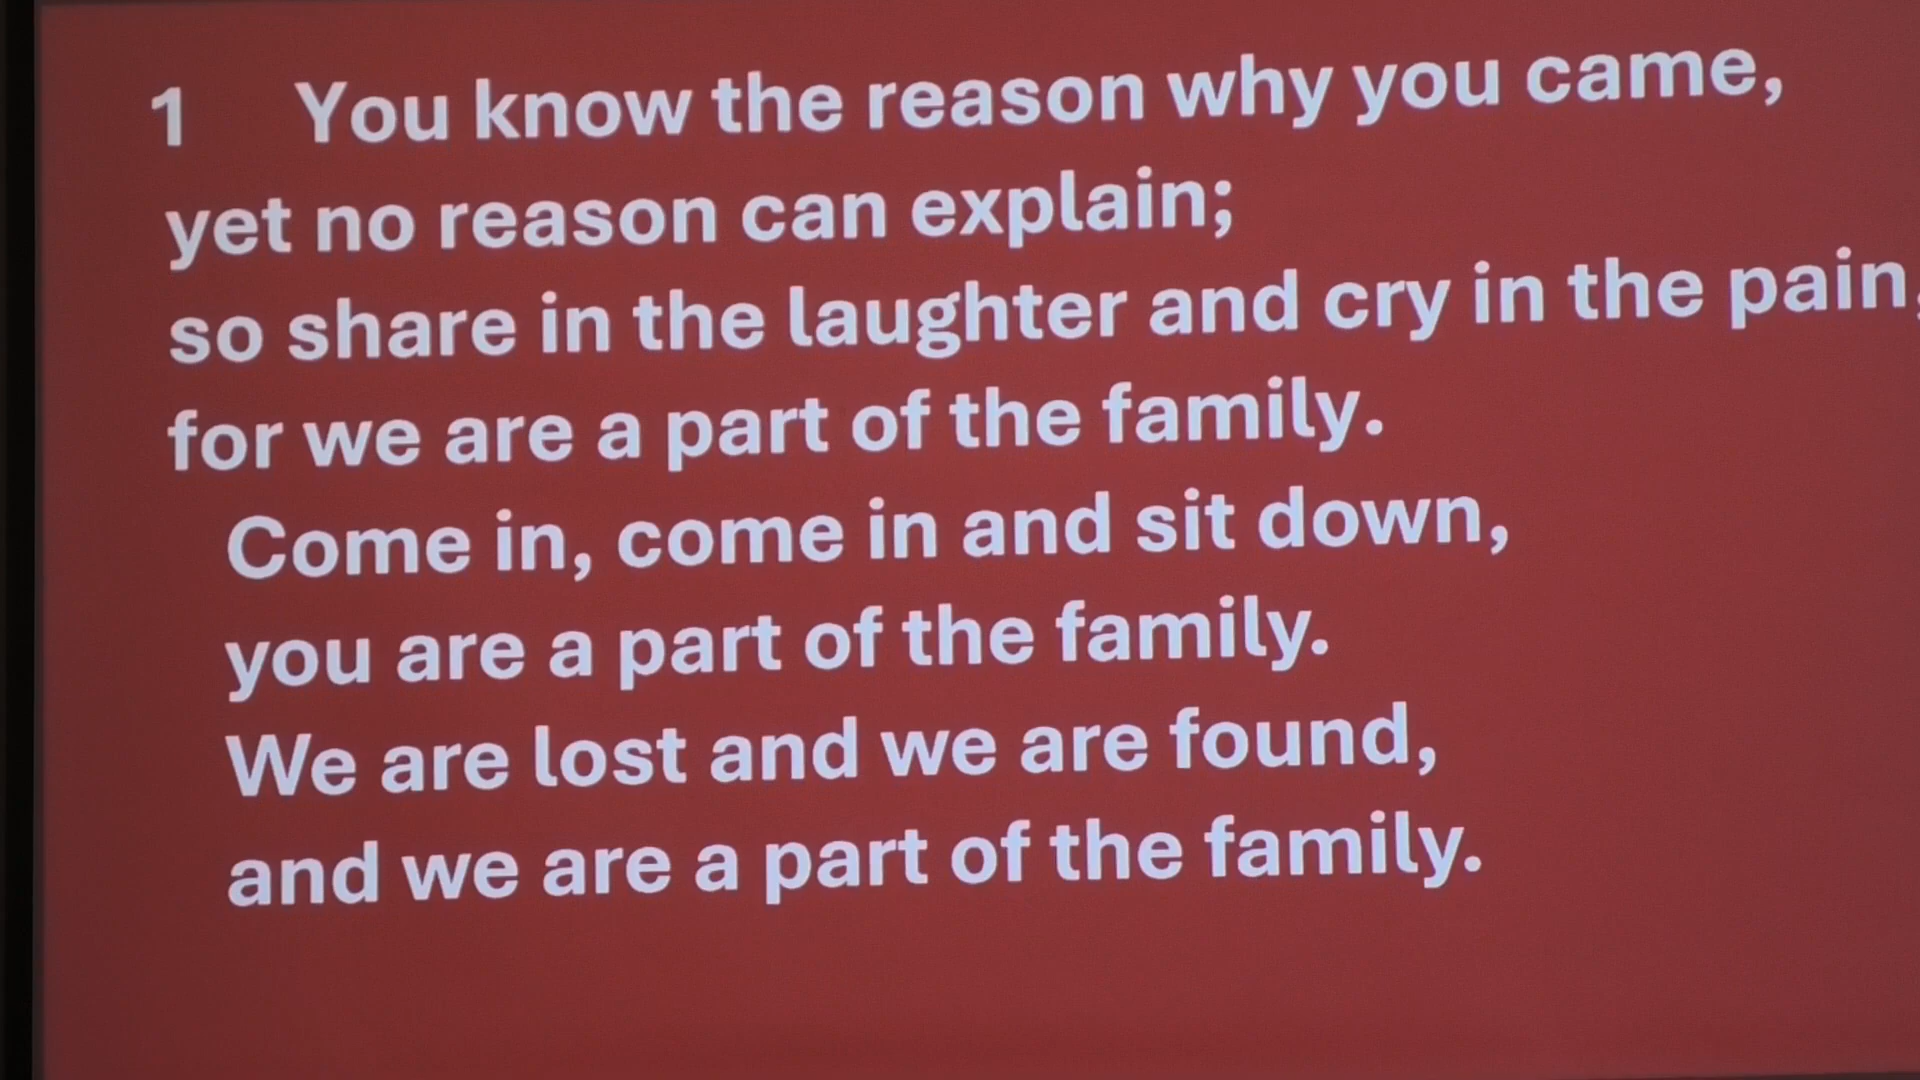 1 You know the reason why you came,
yet no reason can explain;
so share in the laughter and cry in the pain,
for we are a part of the family.
Come in, come in and sit down,
you are a part of the family.
We are lost and we are found,
and we are a part of the family.